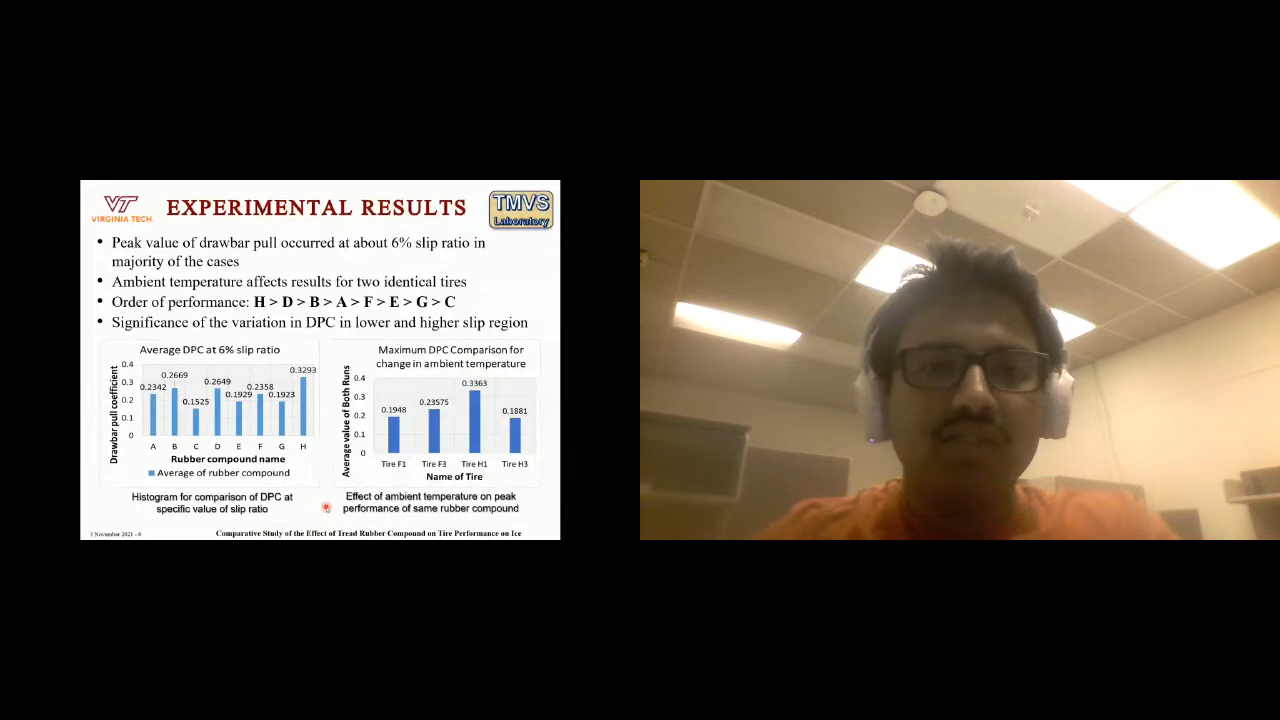 VT
VIRGINIA TECH
EXPERIMENTAL RESULTS
TMVS
Laboratory
• Peak value of drawbar pull occurred at about 6% slip ratio in
majority of the cases
• Ambient temperature affects results for two identical tires
• Order of performance: H > D > B > A > F > E > G > C
• Significance of the variation in DPC in lower and higher slip region
Average DPC at 6% slip ratio
Drawbar pull coefficient
0.4
0.3
0.2
0.1
0
0.2342
0.2669
0.1525
0.2649
0.1929
0.2358
0.1923
0.3293
A B C D E F G H
Rubber compound name
Average of rubber compound
Histogram for comparison of DPC at
specific value of slip ratio
Maximum DPC Comparison for
change in ambient temperature
Average value of Both Runs
0.4
0.3
0.2
0.1
0
0.1948
0.23575
0.3363
0.1881
Tire F1 Tire F3 Tire H1 Tire H3
Name of Tire
Effect of ambient temperature on peak
performance of same rubber compound
3 November 2021 - 6
Comparative Study of the Effect of Tread Rubber Compound on Tire Performance on Ice